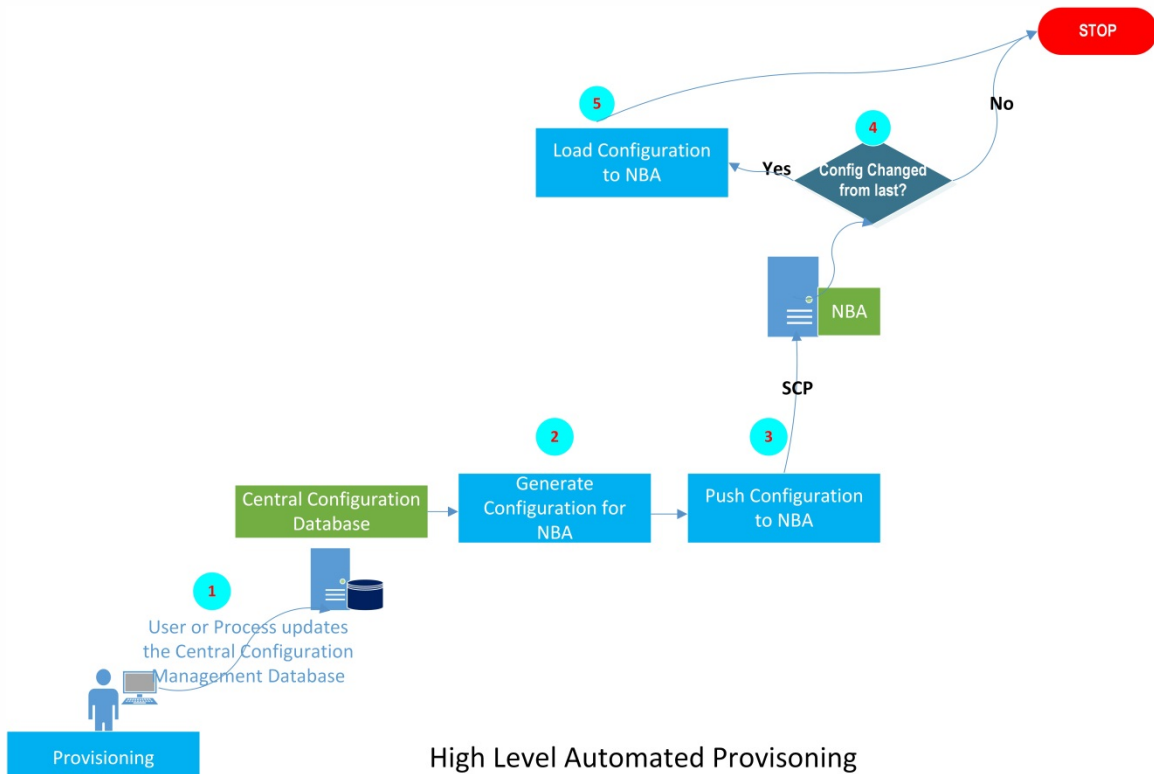 STOP
5
No
4
Load Configuration
to NBA
Yes
Config Changed
from last?
NBA
SCP
2
3
Central Configuration
Database
Generate
Configuration for
NBA
Push Configuration
to NBA
1
User or Process updates
the Central Configuration
Management Database
Provisioning
High Level Automated Provisoning